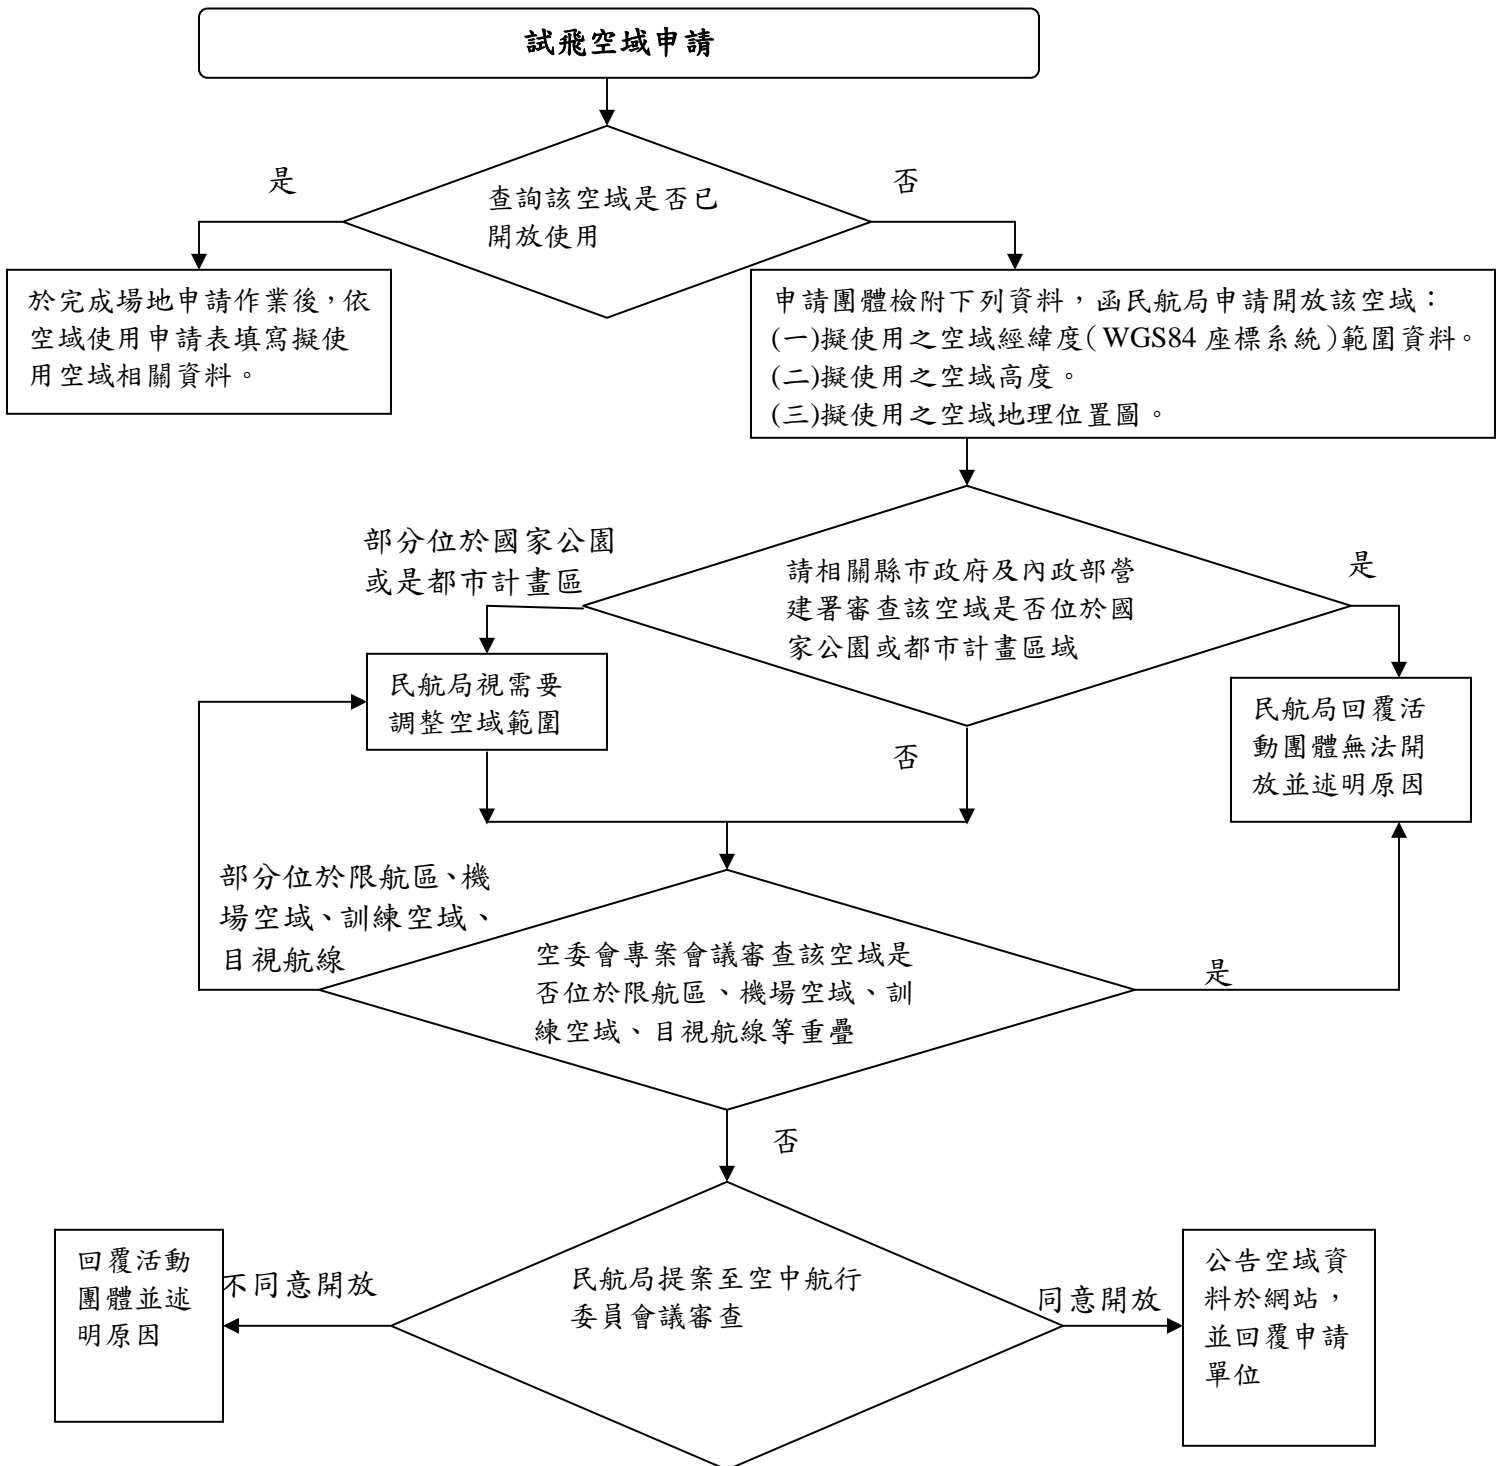 試飛空域申請
是
否
查詢該空域是否已
開放使用
於完成場地申請作業後，依
空域使用申請表填寫擬使
用空域相關資料。
申請團體檢附下列資料，函民航局申請開放該空域：
(一)擬使用之空域經緯度（WGS84 座標系統）範圍資料。
(二)擬使用之空域高度。
(三)擬使用之空域地理位置圖。
部分位於國家公園
或是都市計畫區
請相關縣市政府及內政部營
建署審查該空域是否位於國
家公園或都市計畫區域
是
民航局視需要
調整空域範圍
否
民航局回覆活
動團體無法開
放並述明原因
部分位於限航區、機
場空域、訓練空域、
目視航線
空委會專案會議審查該空域是
否位於限航區、機場空域、訓
練空域、目視航線等重疊
是
否
回覆活動
團體並述
明原因
不同意開放
民航局提案至空中航行
委員會議審查
同意開放
公告空域資
料於網站，
並回覆申請
單位